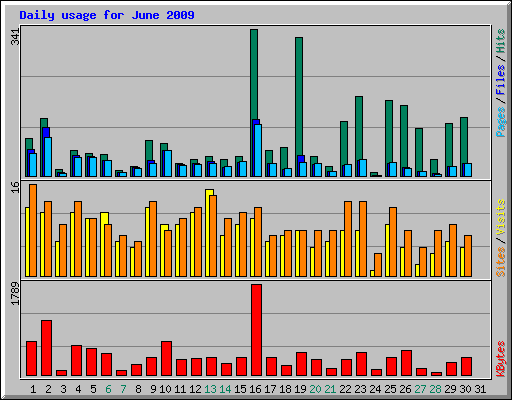 Daily usage for June 2009
341
Pages / Files / Hits
16
Sites / Visits
1789
KBytes
1 2 3 4 5 6 7 8 9 10 11 12 13 14 15 16 17 18 19 20 21 22 23 24 25 26 27 28 29 30 31